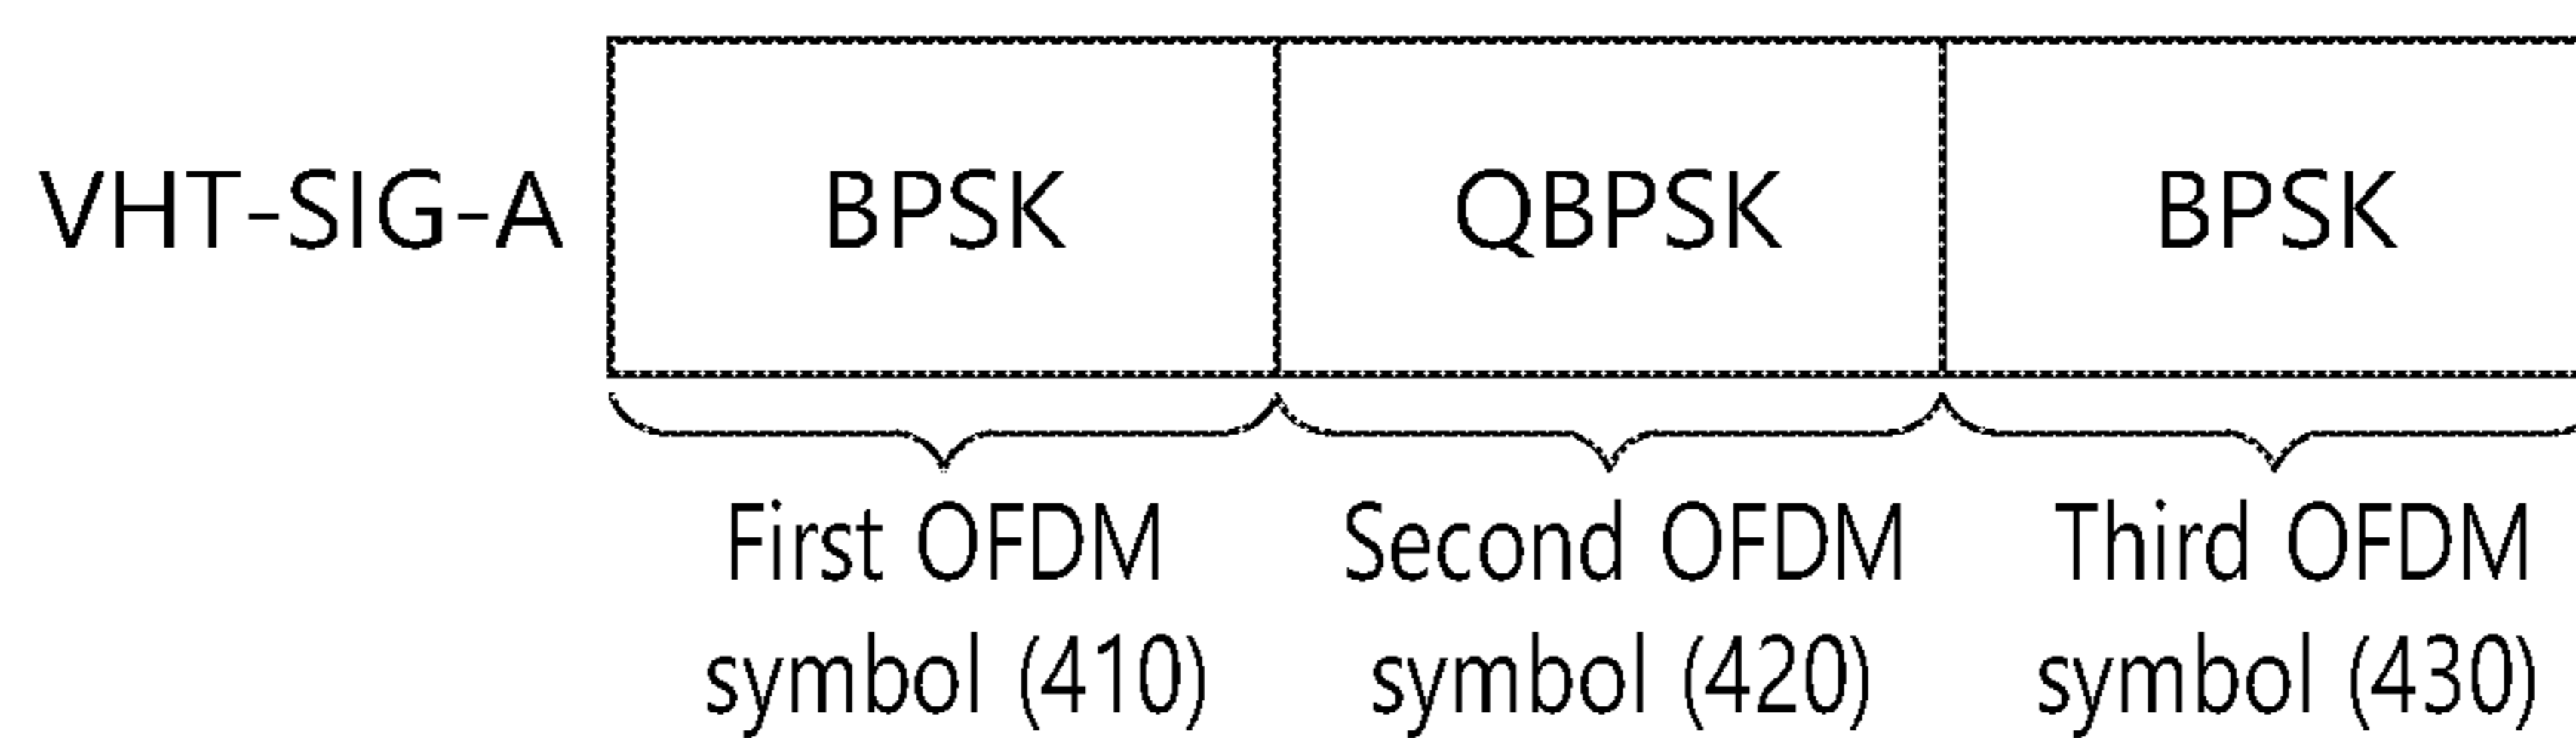 VHT-SIG-A BPSK QBPSK BPSK
First OFDM Second OFDM Third OFDM
symbol (410) symbol (420) symbol (430)